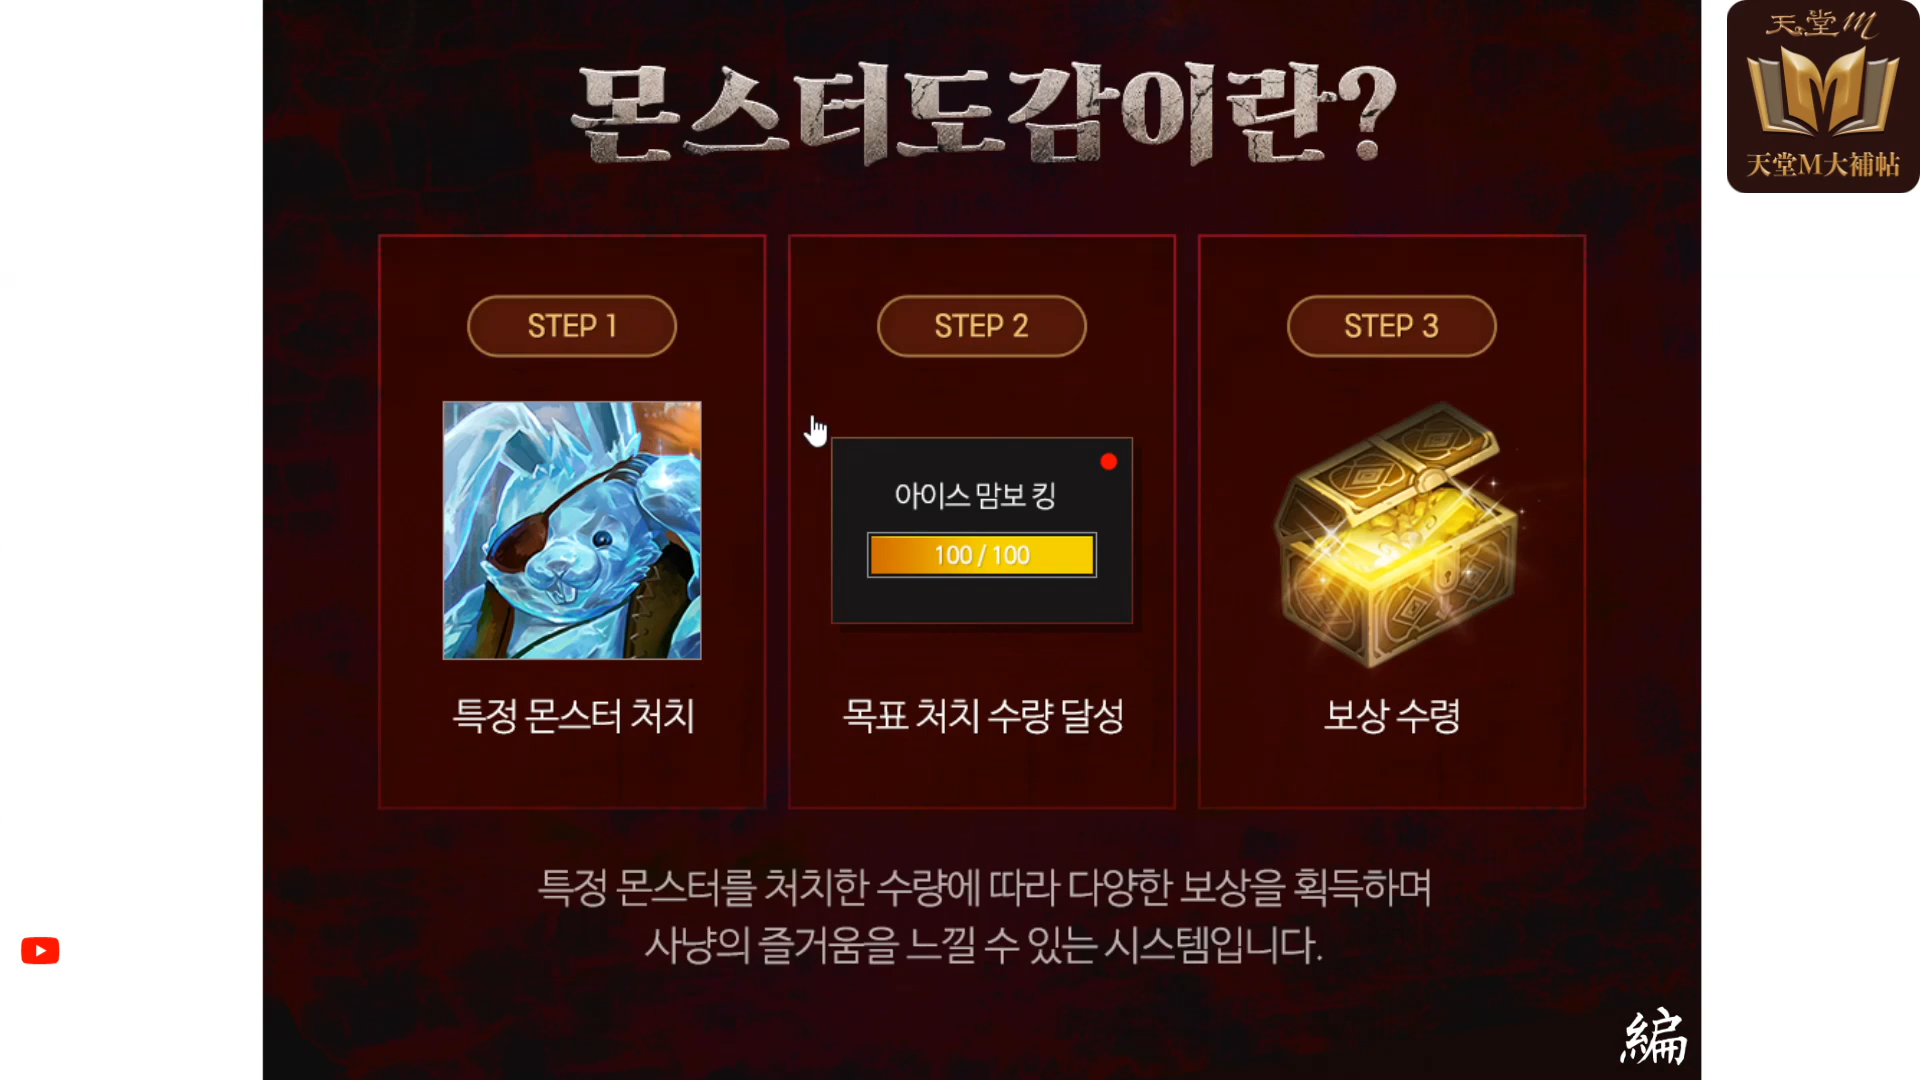 몬스터도감이란?
天堂M
天堂M大補帖
STEP 1
특정 몬스터 처치
STEP 2
아이스 맘보 킹
100 / 100
목표 처치 수량 달성
STEP 3
보상 수령
특정 몬스터를 처치한 수량에 따라 다양한 보상을 획득하며
사냥의 즐거움을 느낄 수 있는 시스템입니다.
編